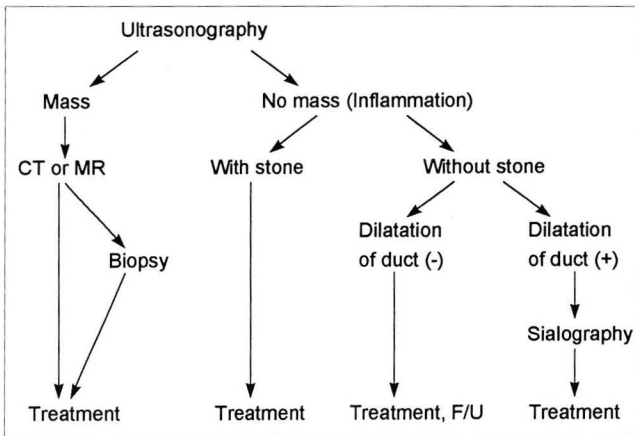 Ultrasonography
Mass
No mass (Inflammation)
CT or MR
With stone
Without stone
Biopsy
Dilatation
of duct (-)
Dilatation
of duct (+)
Sialography
Treatment
Treatment
Treatment, F/U
Treatment